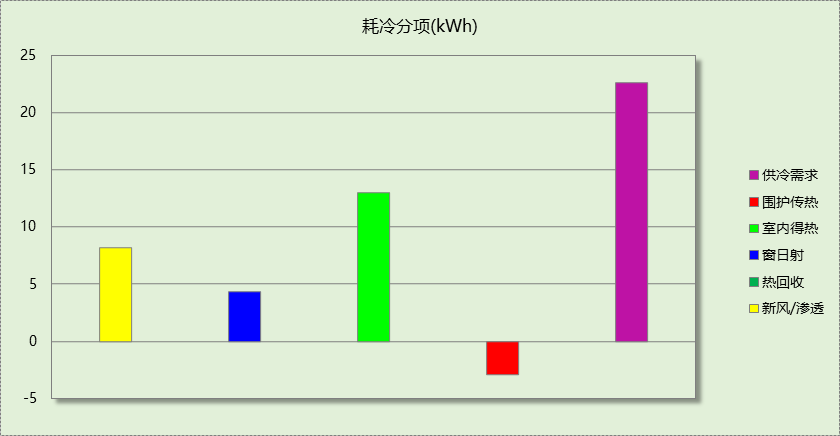 耗冷分项(kWh)
25
20
15
10
5
0
-5
供冷需求
围护传热
室内得热
窗日射
热回收
新风/渗透